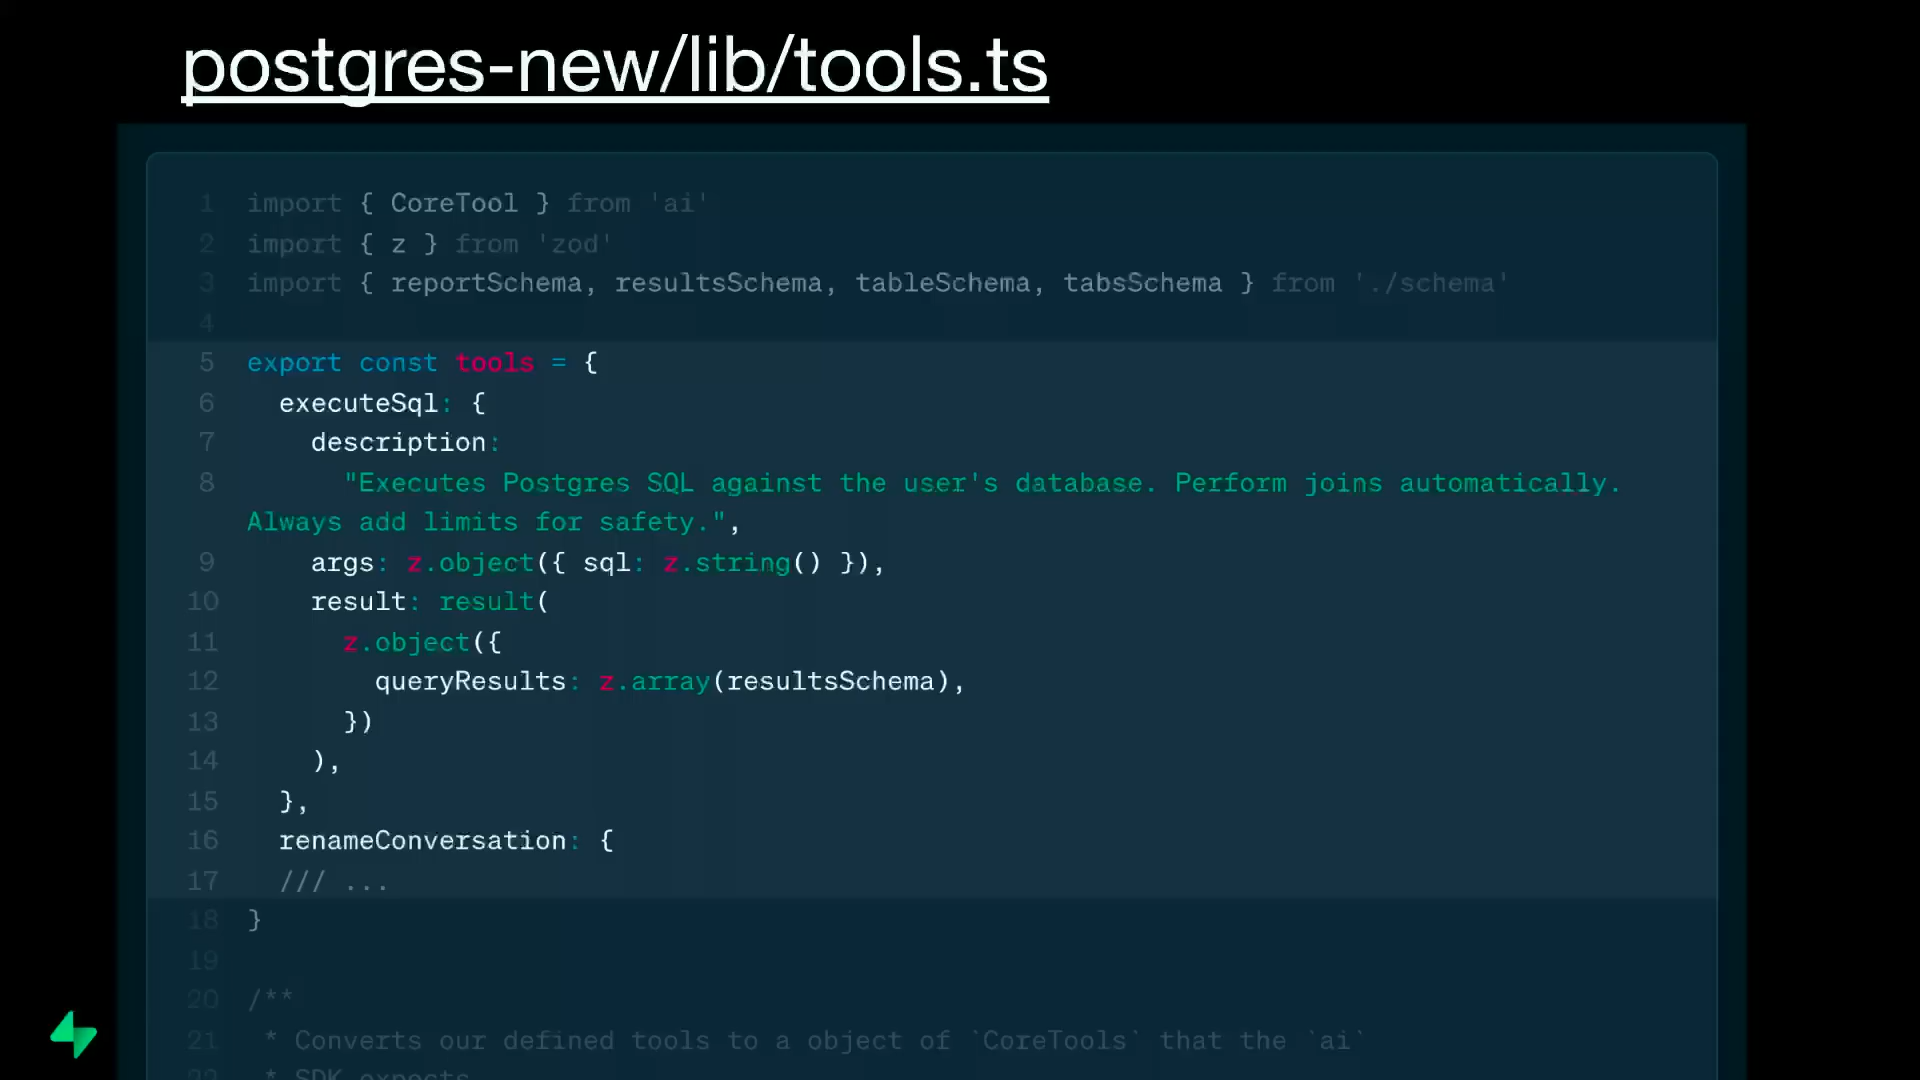 postgres-new/lib/tools.ts
1 import { CoreTool } from 'ai'
2 import { z } from 'zod'
3 import { reportSchema, resultsSchema, tableSchema, tabsSchema } from './schema'
4
5 export const tools = {
6   executeSql: {
7     description:
8       "Executes Postgres SQL against the user's database. Perform joins automatically.
Always add limits for safety.",
9     args: z.object({ sql: z.string() }),
10     result: result(
11       z.object({
12         queryResults: z.array(resultsSchema),
13       })
14     ),
15   },
16   renameConversation: {
17   /// ...
18 }
19
20 /**
21  * Converts our defined tools to a object of `CoreTools` that the `ai`
22  * SDK expects